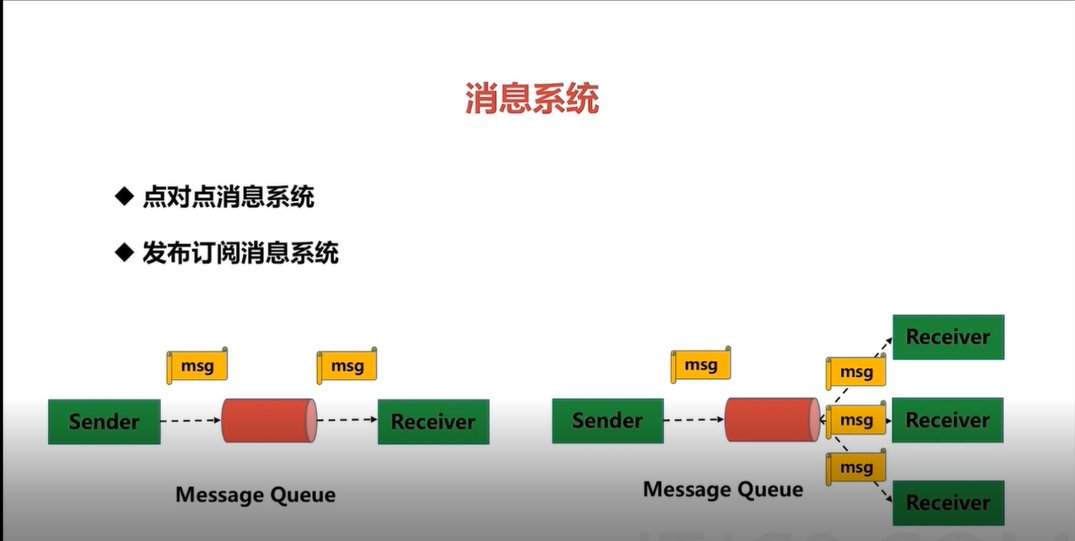 消息系统
◆ 点对点消息系统
◆ 发布订阅消息系统
msg
msg
Sender
Receiver
Message Queue
msg
Sender
msg
msg
msg
Receiver
Receiver
Receiver
Message Queue